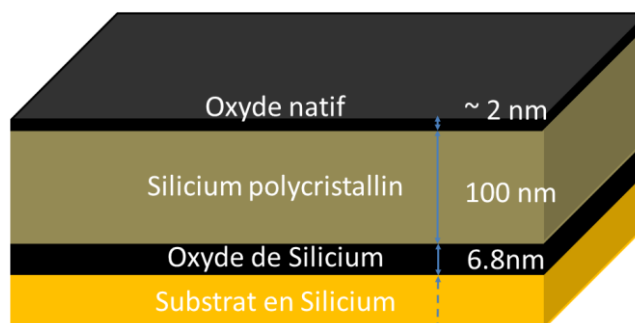 Oxyde natif ~ 2 nm
Silicium polycristallin 100 nm
Oxyde de Silicium 6.8nm
Substrat en Silicium